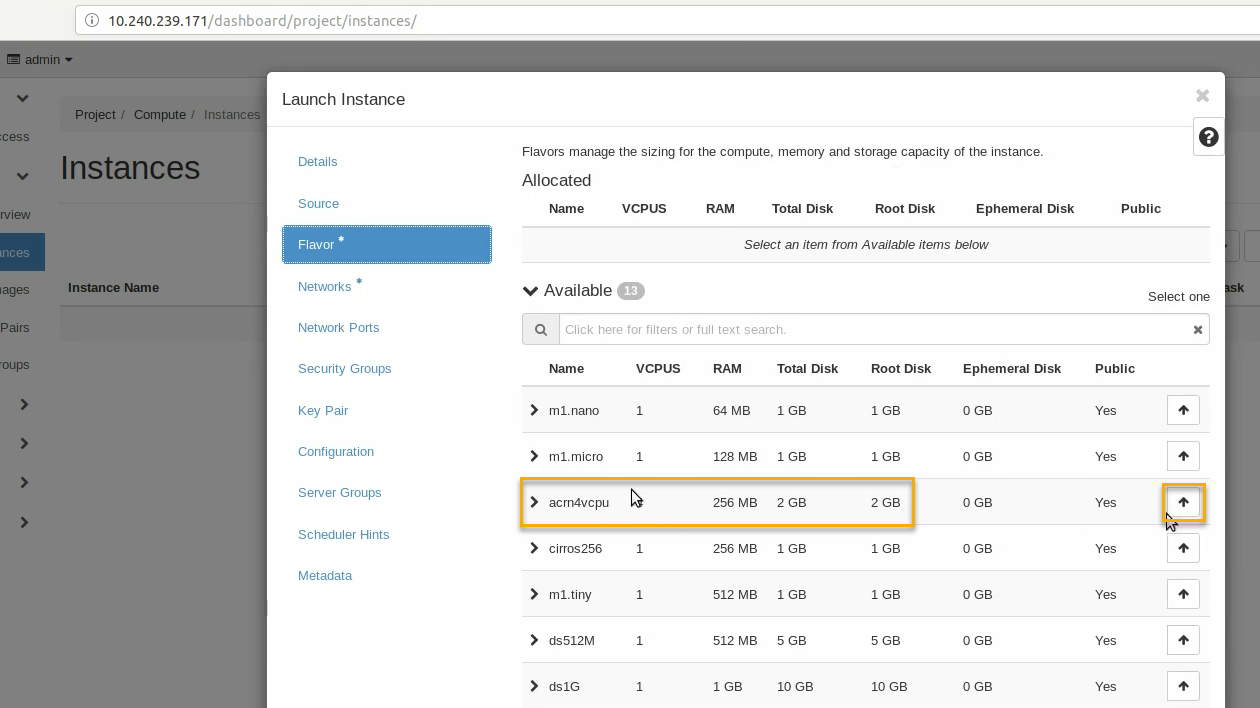 10.240.239.171/dashboard/project/instances/
admin
Project / Compute / Instances
Instances
ccess
rview
ances
mages
Pairs
roups
Instance Name
ask
Launch Instance
Details
Source
Flavor *
Networks *
Network Ports
Security Groups
Key Pair
Configuration
Server Groups
Scheduler Hints
Metadata
Flavors manage the sizing for the compute, memory and storage capacity of the instance.
Allocated
Name VCPUS RAM Total Disk Root Disk Ephemeral Disk Public
Select an item from Available items below
Available 13
Select one
Click here for filters or full text search.
Name VCPUS RAM Total Disk Root Disk Ephemeral Disk Public
m1.nano 1 64 MB 1 GB 1 GB 0 GB Yes
m1.micro 1 128 MB 1 GB 1 GB 0 GB Yes
acrn4vcpu 256 MB 2 GB 2 GB 0 GB Yes
cirros256 1 256 MB 1 GB 1 GB 0 GB Yes
m1.tiny 1 512 MB 1 GB 1 GB 0 GB Yes
ds512M 1 512 MB 5 GB 5 GB 0 GB Yes
ds1G 1 1 GB 10 GB 10 GB 0 GB Yes